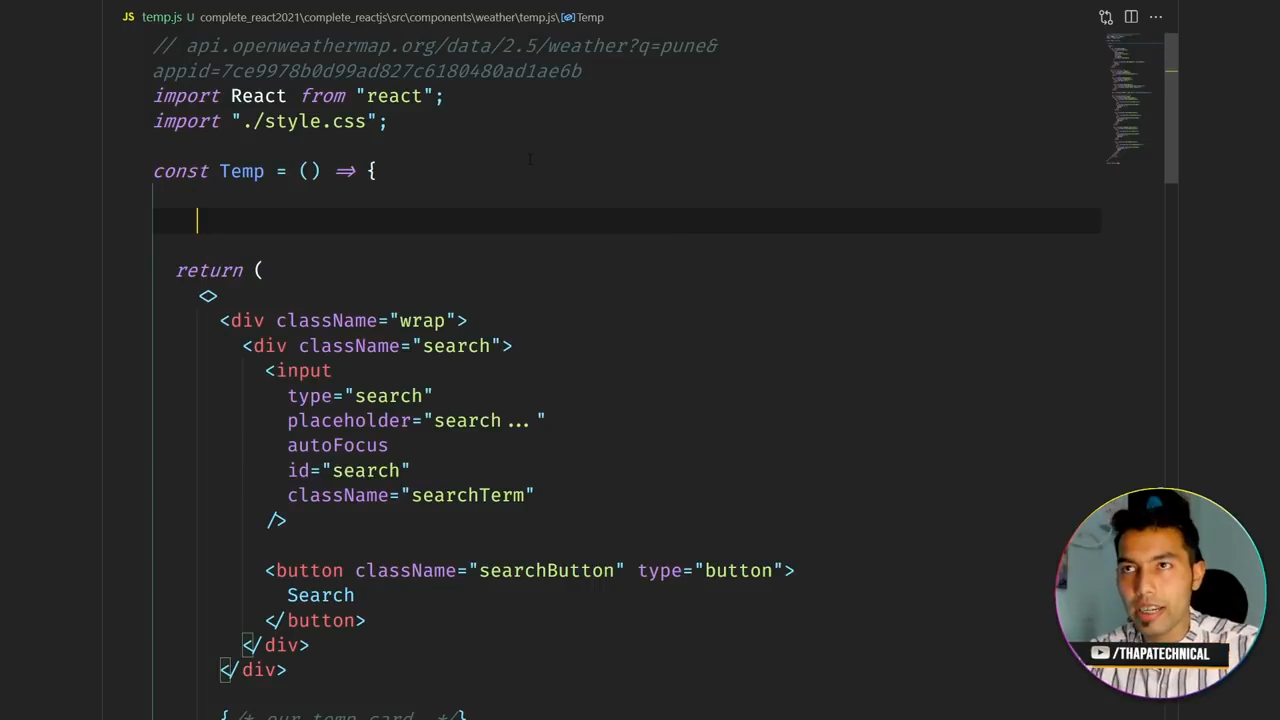 JS temp.js U complete_react2021\complete_reactjs\src\components\weather\temp.js\Temp
// api.openweathermap.org/data/2.5/weather?q=pune&
appid=7ce9978b0d99ad827c6180480ad1ae6b
import React from "react";
import "./style.css";
const Temp = () => {
return (
<>
<div className="wrap">
<div className="search">
<input
type="search"
placeholder="search..."
autoFocus
id="search"
className="searchTerm"
/>
<button className="searchButton" type="button">
Search
</button>
</div>
</div>
{/* our temp card */}
/THAPATECHNICAL